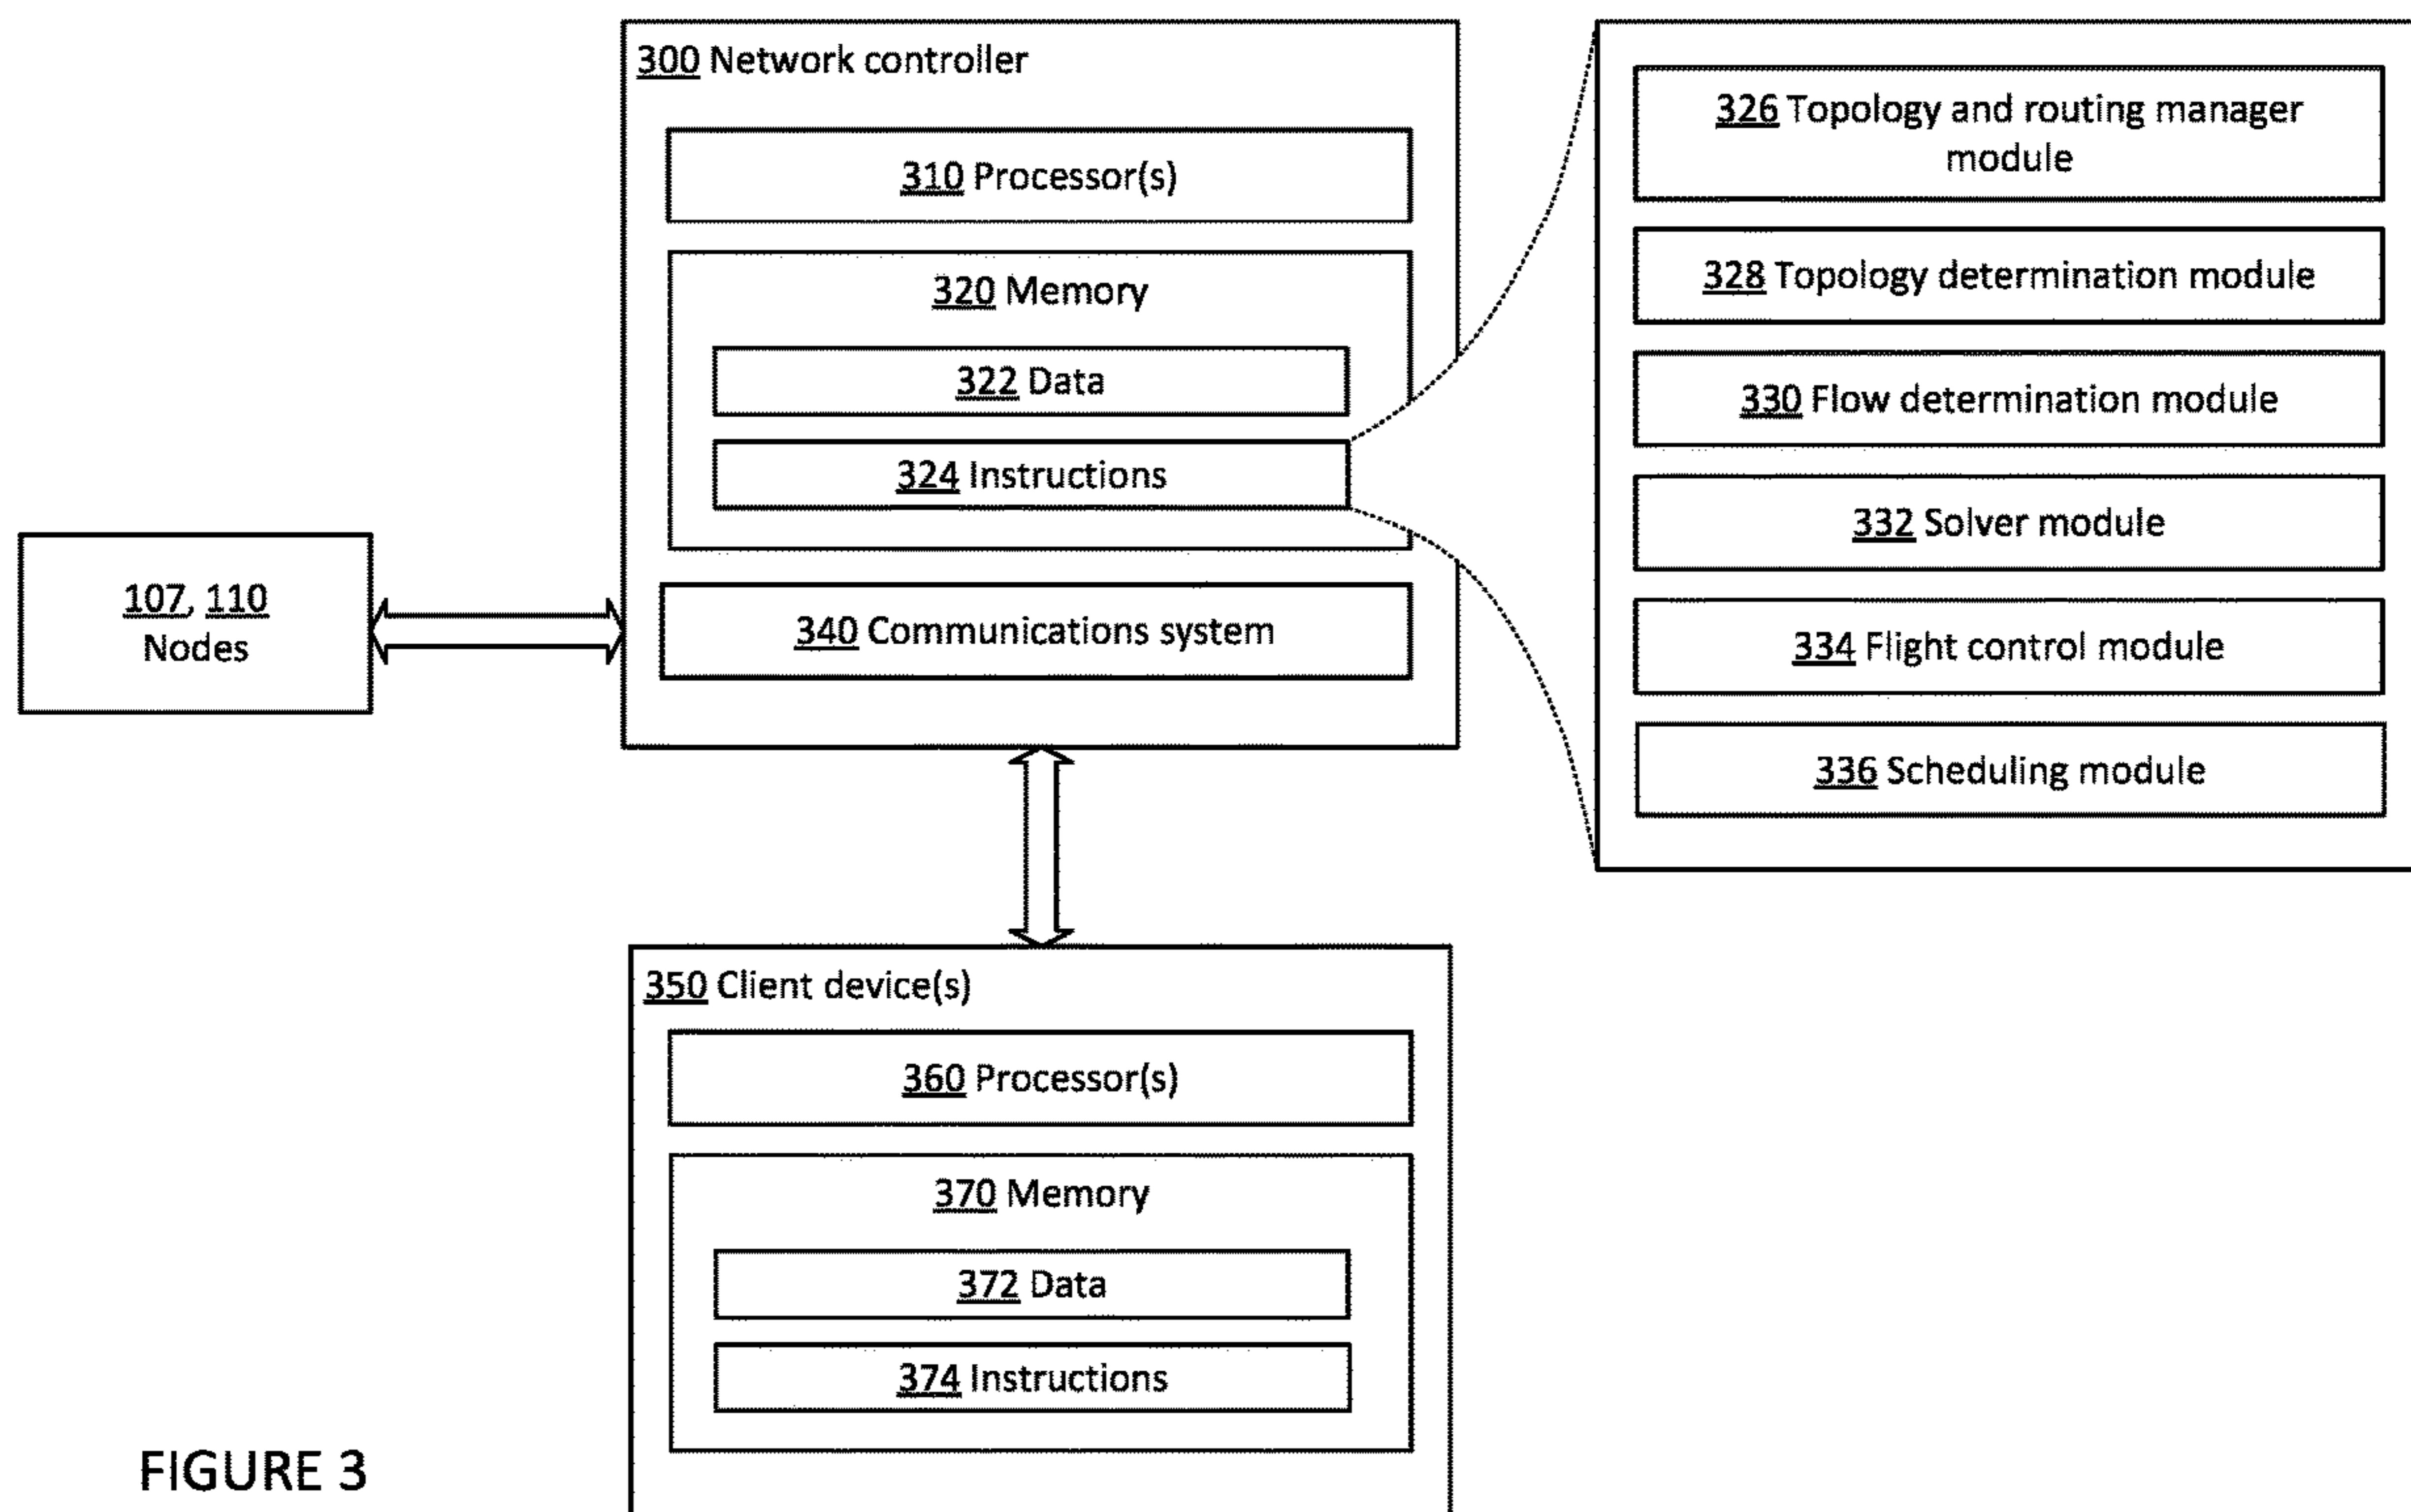 300 Network controller
310 Processor(s)
320 Memory
322 Data
324 Instructions
340 Communications system
326 Topology and routing manager
module
328 Topology determination module
330 Flow determination module
332 Solver module
334 Flight control module
336 Scheduling module
107, 110
Nodes
350 Client device(s)
360 Processor(s)
370 Memory
372 Data
374 Instructions
FIGURE 3